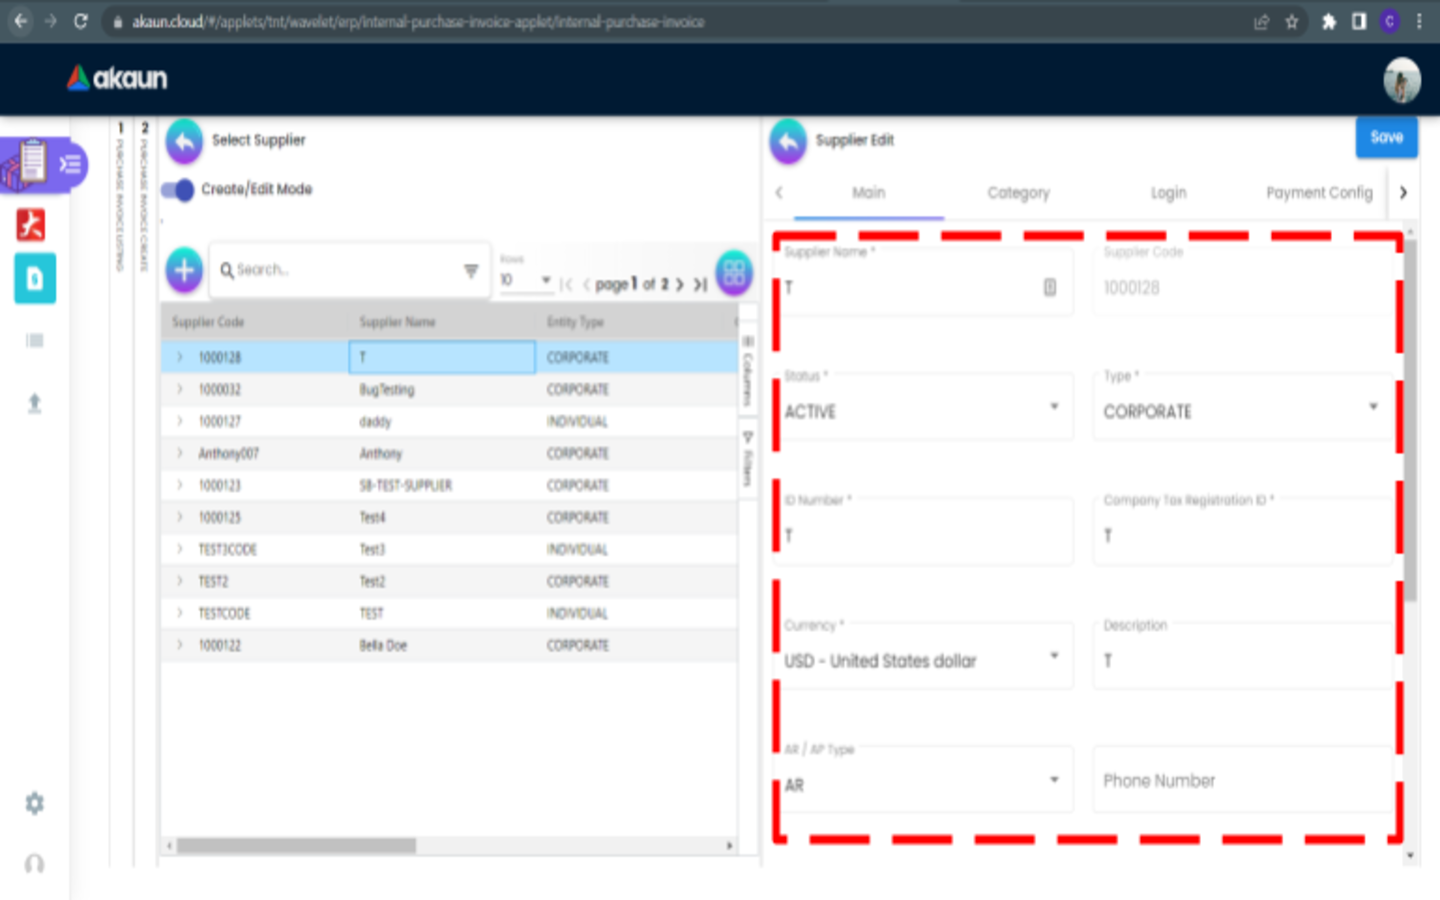 akaun.cloud/#/applets/tnt/wavelet/erp/internal-purchase-invoice-applet/internal-purchase-invoice
C
akaun
1 PURCHASE INVOICE LISTING
2 PURCHASE INVOICE CREATE
Select Supplier
Create/Edit Mode
Search..
Rows
10
page 1 of 2
Supplier Code Supplier Name Entity Type
1000128 T CORPORATE
1000032 BugTesting CORPORATE
1000127 daddy INDIVIDUAL
Anthony007 Anthony CORPORATE
1000123 SB-TEST-SUPPLIER CORPORATE
1000125 Test4 CORPORATE
TEST3CODE Test3 INDIVIDUAL
TEST2 Test2 CORPORATE
TESTCODE TEST INDIVIDUAL
1000122 Bella Doe CORPORATE
Columns
Filters
Supplier Edit
Save
Main Category Login Payment Config
Supplier Name * Supplier Code
T 1000128
Status * Type *
ACTIVE CORPORATE
ID Number * Company Tax Registration ID *
T T
Currency * Description
USD - United States dollar T
AR / AP Type
AR Phone Number